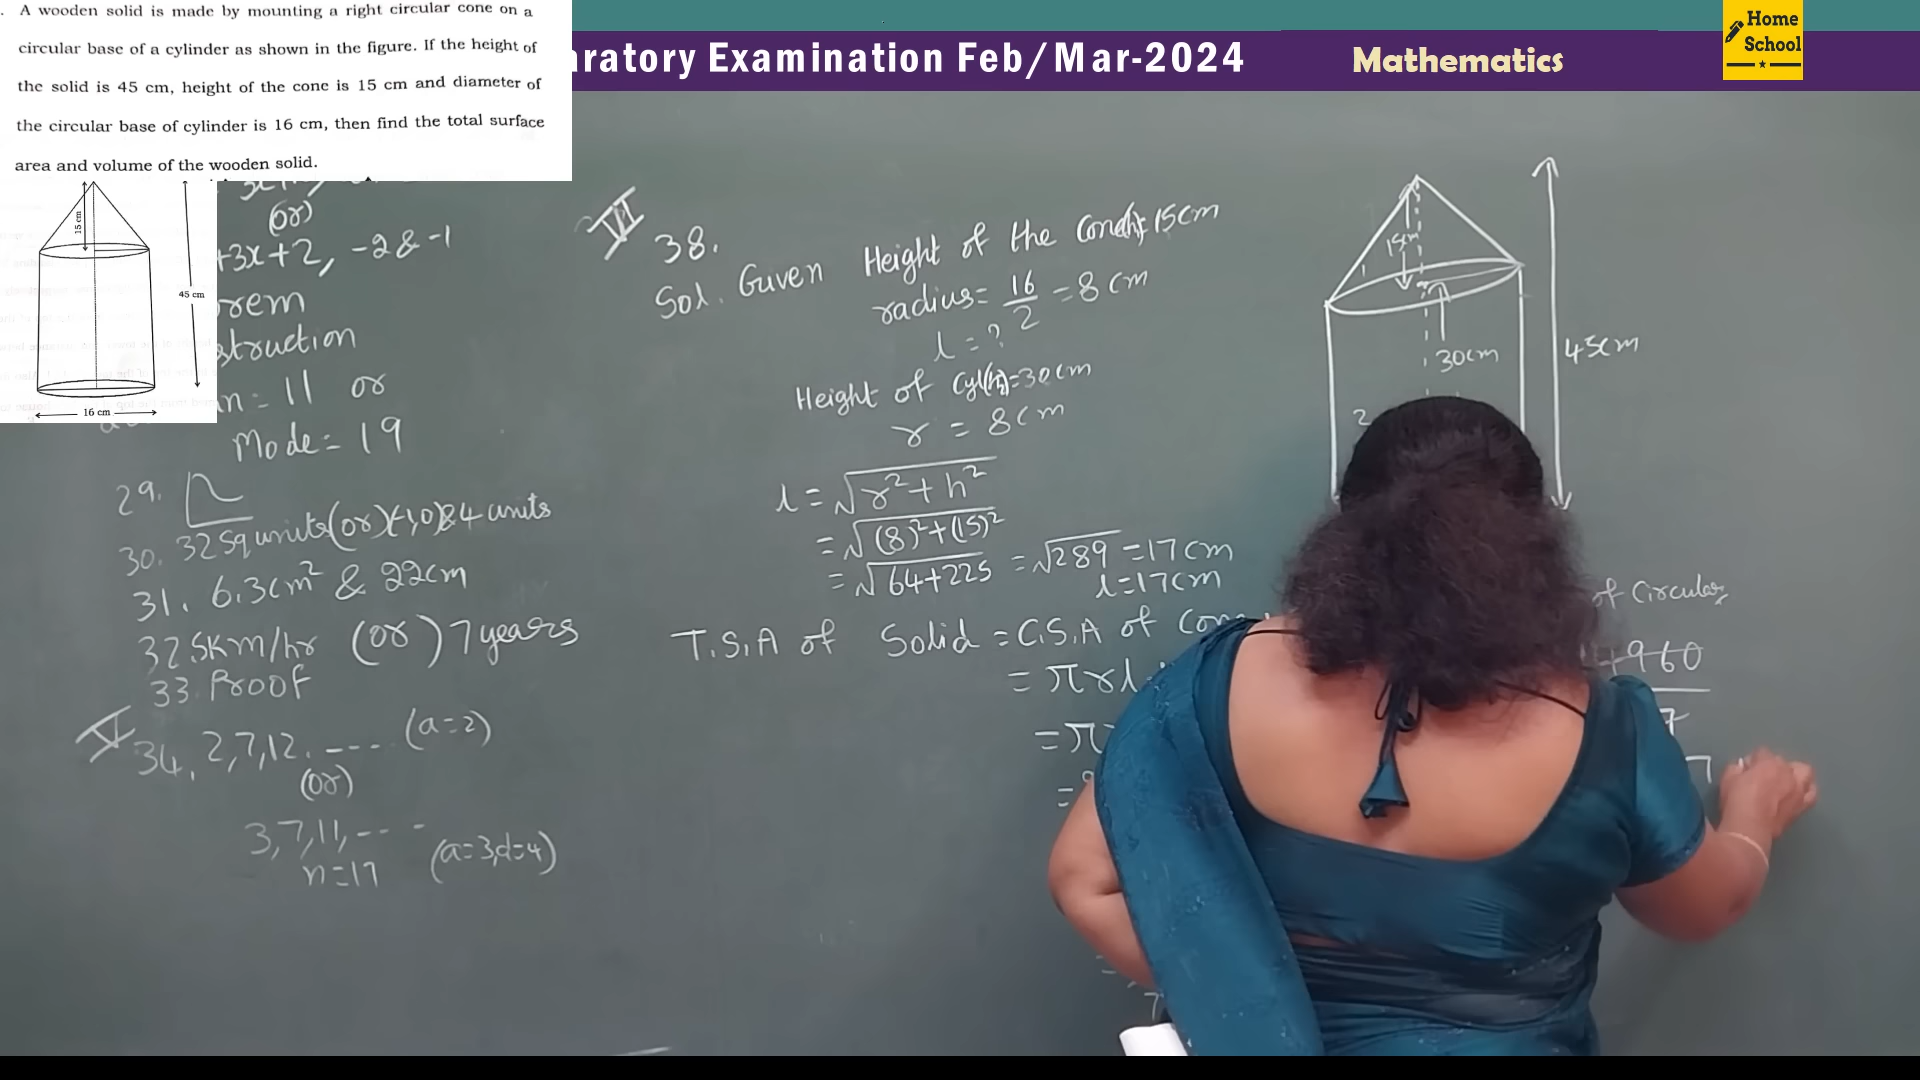 . A wooden solid is made by mounting a right circular cone on a
circular base of a cylinder as shown in the figure. If the height of
the solid is 45 cm, height of the cone is 15 cm and diameter of
the circular base of cylinder is 16 cm, then find the total surface
area and volume of the wooden solid.
15 cm
45 cm
16 cm
aratory Examination Feb/Mar-2024
Mathematics
Home
School
(or)
+3x+2, -2 & -1
orem
struction
n = 11 or
Mode = 19
29.
30. 32 sq units (or) (-1,0) & 4 units
31. 6.3cm² & 22cm
32. 5Km/hr (or) 7 years
33. Proof
V
34, 2,7,12. ---- (a=2)
(or)
3,7,11,-- - (a=3,d=4)
n=17
VI
38.
Sol. Given Height of the Cone(h)=15cm
radius = 16/2 = 8 cm
l = ?
Height of Cyl(h₂)=30cm
r = 8cm
l = √r²+h²
= √(8)²+(15)²
= √64+225 = √289 = 17cm
l=17cm
T.S.A of Solid = C.S.A of Cone
of Circular
= πrl
+960
= π
7
=
15cm
30cm
45cm